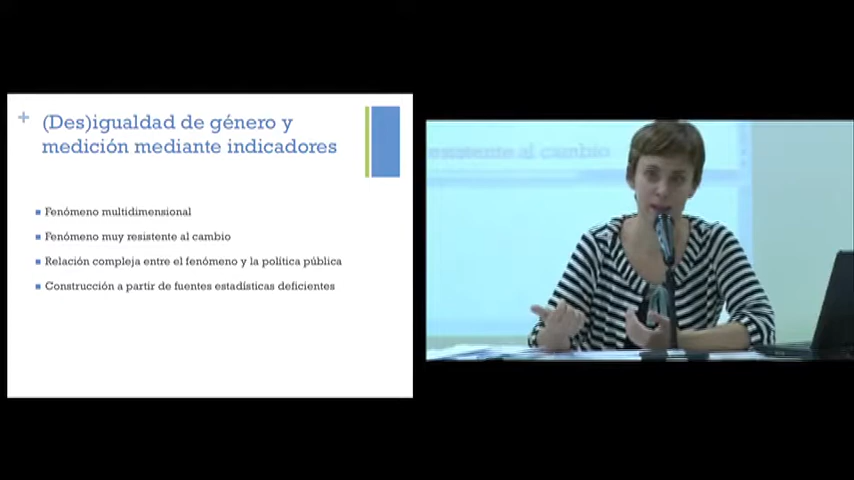 + (Des)igualdad de género y
medición mediante indicadores
Fenómeno multidimensional
Fenómeno muy resistente al cambio
Relación compleja entre el fenómeno y la política pública
Construcción a partir de fuentes estadísticas deficientes
resistente al cambio